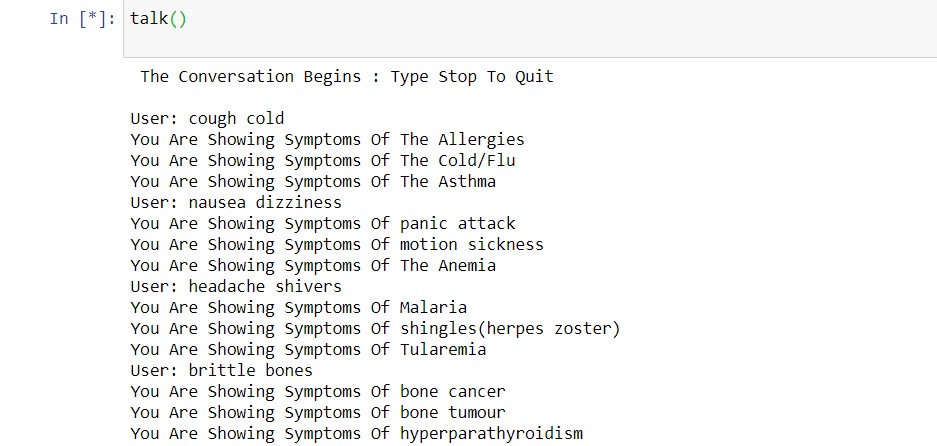 In [*]: talk()
The Conversation Begins : Type Stop To Quit
User: cough cold
You Are Showing Symptoms Of The Allergies
You Are Showing Symptoms Of The Cold/Flu
You Are Showing Symptoms Of The Asthma
User: nausea dizziness
You Are Showing Symptoms Of panic attack
You Are Showing Symptoms Of motion sickness
You Are Showing Symptoms Of The Anemia
User: headache shivers
You Are Showing Symptoms Of Malaria
You Are Showing Symptoms Of shingles(herpes zoster)
You Are Showing Symptoms Of Tularemia
User: brittle bones
You Are Showing Symptoms Of bone cancer
You Are Showing Symptoms Of bone tumour
You Are Showing Symptoms Of hyperparathyroidism